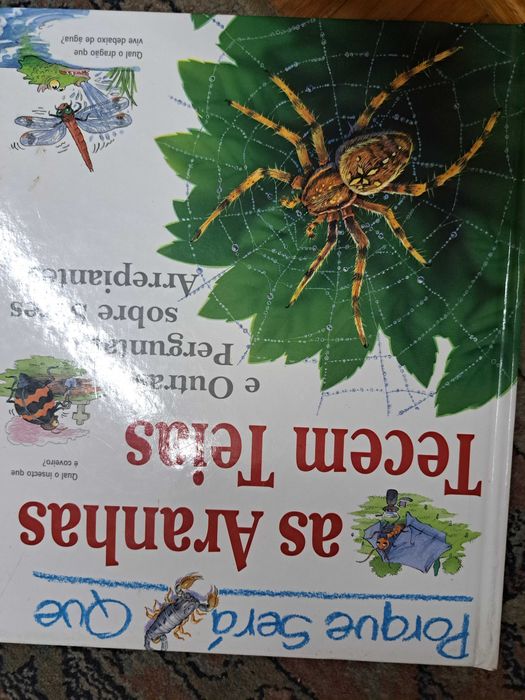 Porque Será Que
as Aranhas
Tecem Teias
e Outras
Perguntas
sobre Seres
Arrepiantes
Qual o insecto que
é coveiro?
Qual o dragão que
vive debaixo de água?